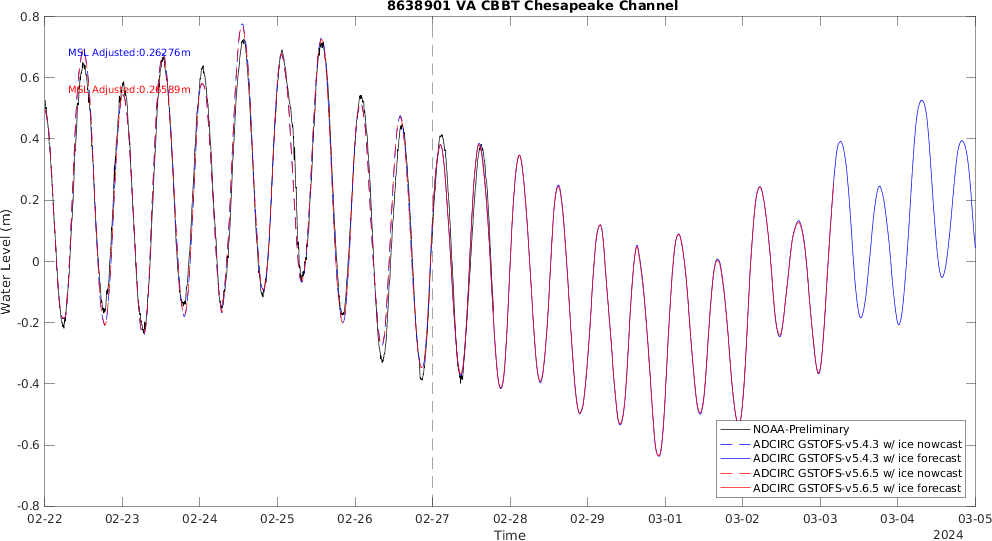 8638901 VA CBBT Chesapeake Channel
0.8
MSL Adjusted:0.26276m
0.6
MSL Adjusted:0.26589m
0.4
0.2
Water Level (m)
0
-0.2
-0.4
NOAA-Preliminary
ADCIRC GSTOFS-v5.4.3 w/ ice nowcast
-0.6
ADCIRC GSTOFS-v5.4.3 w/ ice forecast
ADCIRC GSTOFS-v5.6.5 w/ ice nowcast
ADCIRC GSTOFS-v5.6.5 w/ ice forecast
-0.8
02-22 02-23 02-24 02-25 02-26 02-27 02-28 02-29 03-01 03-02 03-03 03-04 03-05
Time
2024